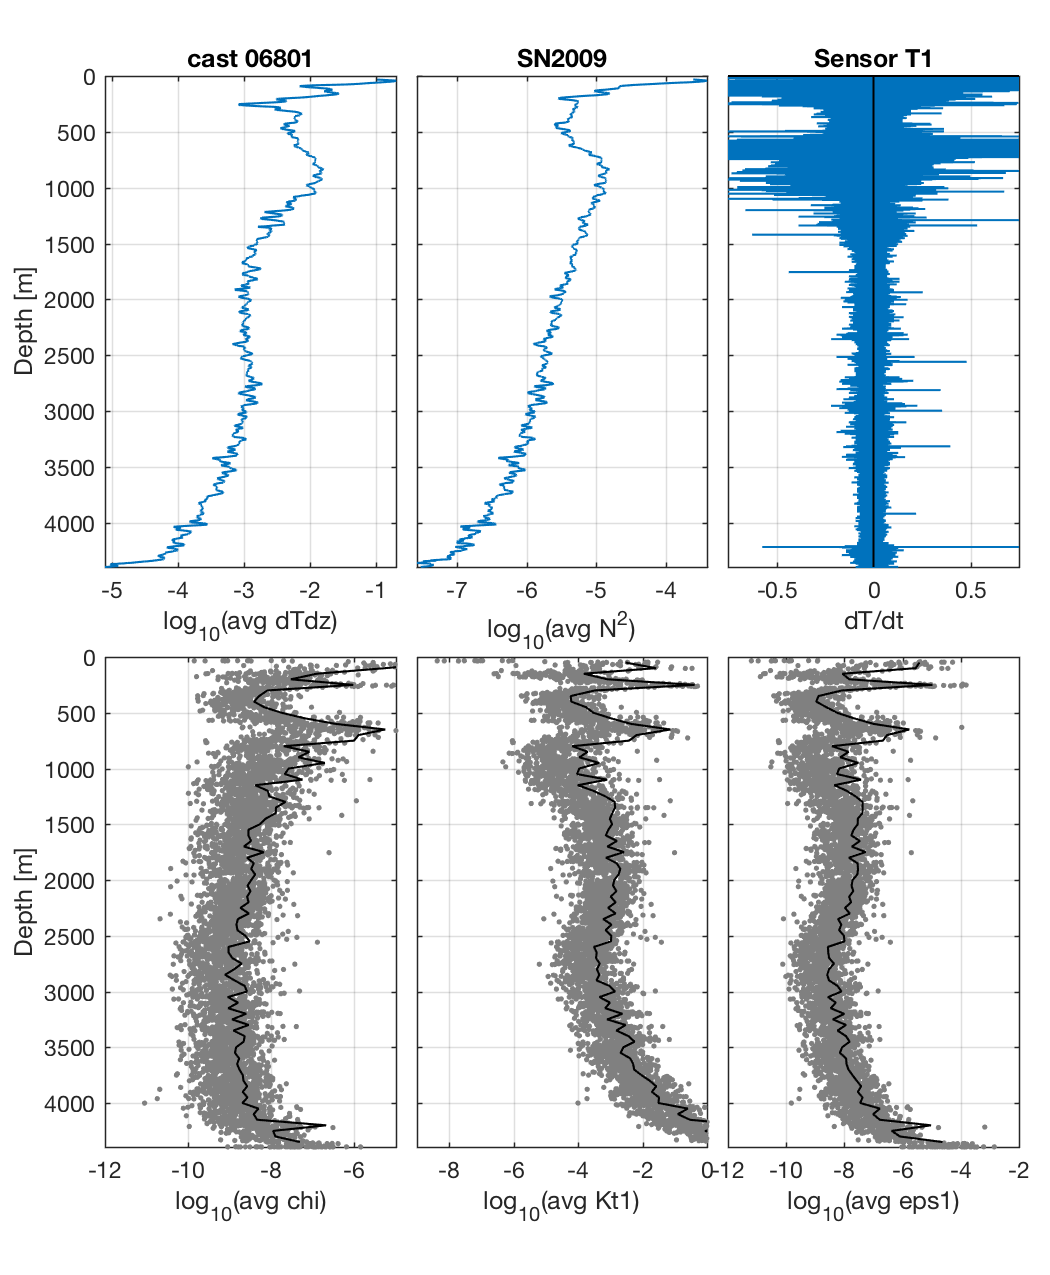 cast 06801 SN2009 Sensor T1
0
500
1000
1500
2000
2500
3000
3500
4000
Depth [m]
-5 -4 -3 -2 -1 -7 -6 -5 -4 -0.5 0 0.5
log10(avg dTdz) log10(avg N2) dT/dt
0
500
1000
1500
2000
2500
3000
3500
4000
Depth [m]
-12 -10 -8 -6 -8 -6 -4 -2 0 -12 -10 -8 -6 -4 -2
log10(avg chi) log10(avg Kt1) log10(avg eps1)